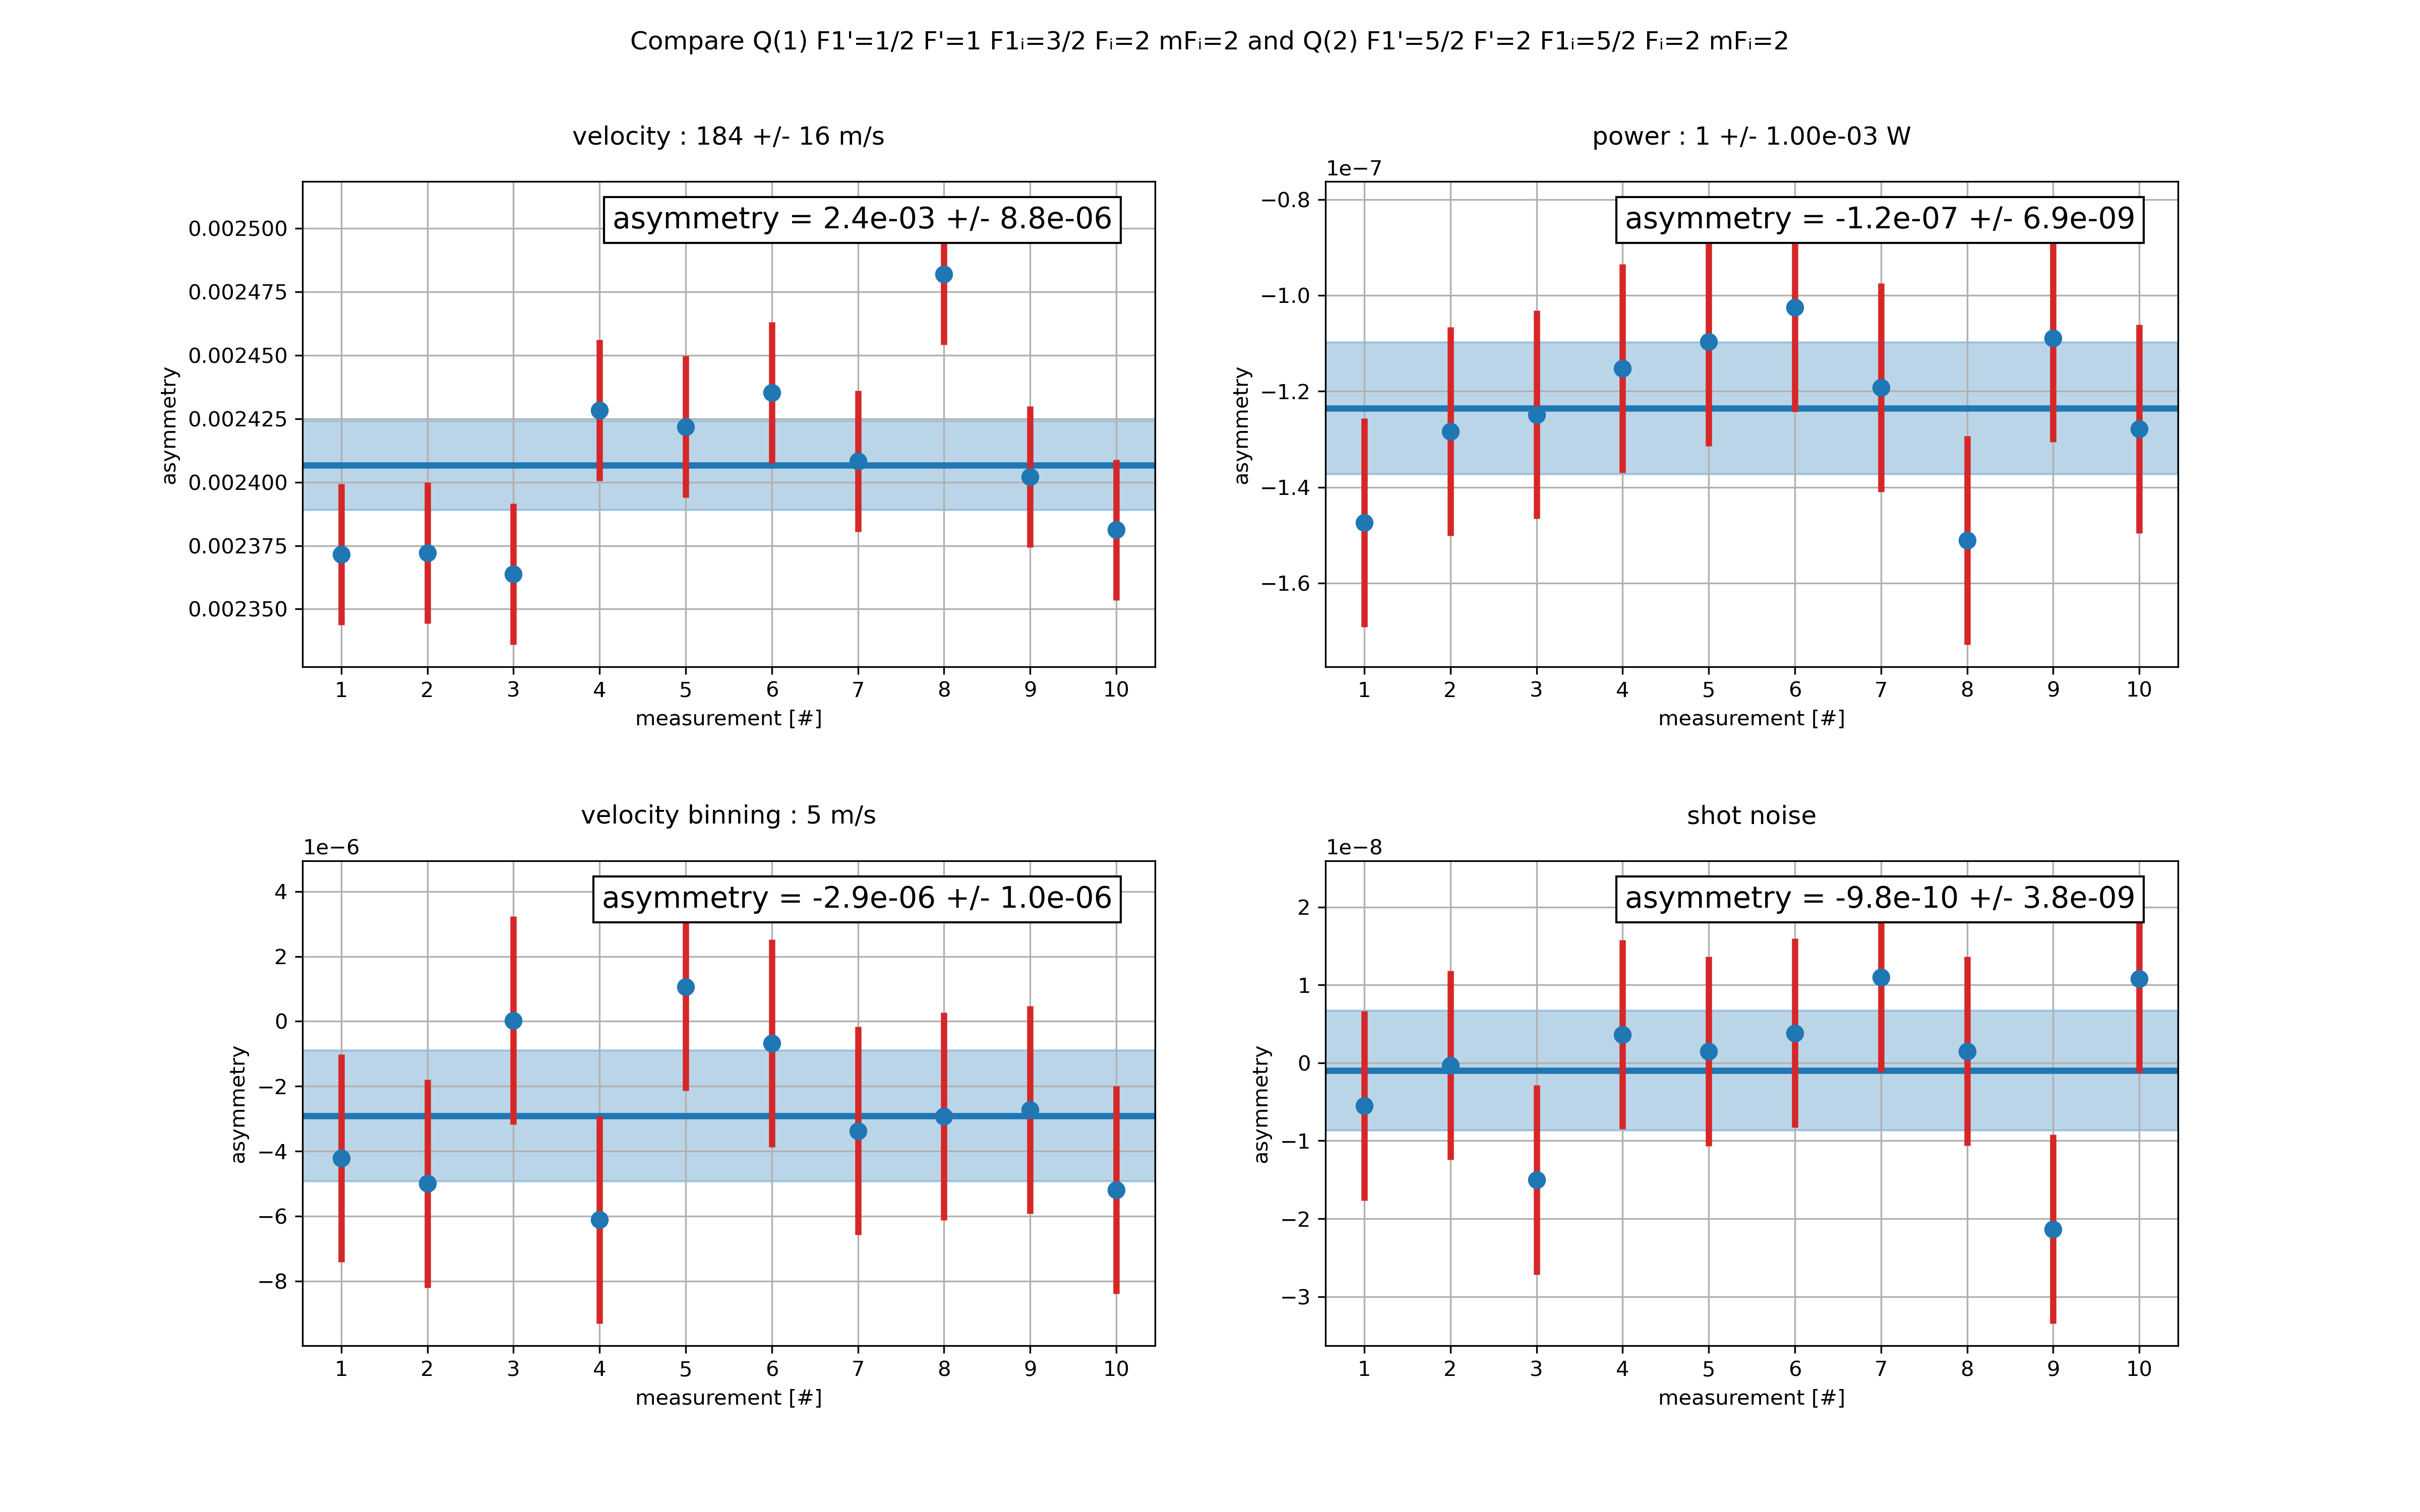 Compare Q(1) F1'=1/2 F'=1 F1ᵢ=3/2 Fᵢ=2 mFᵢ=2 and Q(2) F1'=5/2 F'=2 F1ᵢ=5/2 Fᵢ=2 mFᵢ=2
velocity : 184 +/- 16 m/s
asymmetry = 2.4e-03 +/- 8.8e-06
0.002500
0.002475
0.002450
0.002425
0.002400
0.002375
0.002350
asymmetry
1 2 3 4 5 6 7 8 9 10
measurement [#]
power : 1 +/- 1.00e-03 W
1e−7
asymmetry = -1.2e-07 +/- 6.9e-09
−0.8
−1.0
−1.2
−1.4
−1.6
asymmetry
1 2 3 4 5 6 7 8 9 10
measurement [#]
velocity binning : 5 m/s
1e−6
asymmetry = -2.9e-06 +/- 1.0e-06
4
2
0
−2
−4
−6
−8
asymmetry
1 2 3 4 5 6 7 8 9 10
measurement [#]
shot noise
1e−8
asymmetry = -9.8e-10 +/- 3.8e-09
2
1
0
−1
−2
−3
asymmetry
1 2 3 4 5 6 7 8 9 10
measurement [#]